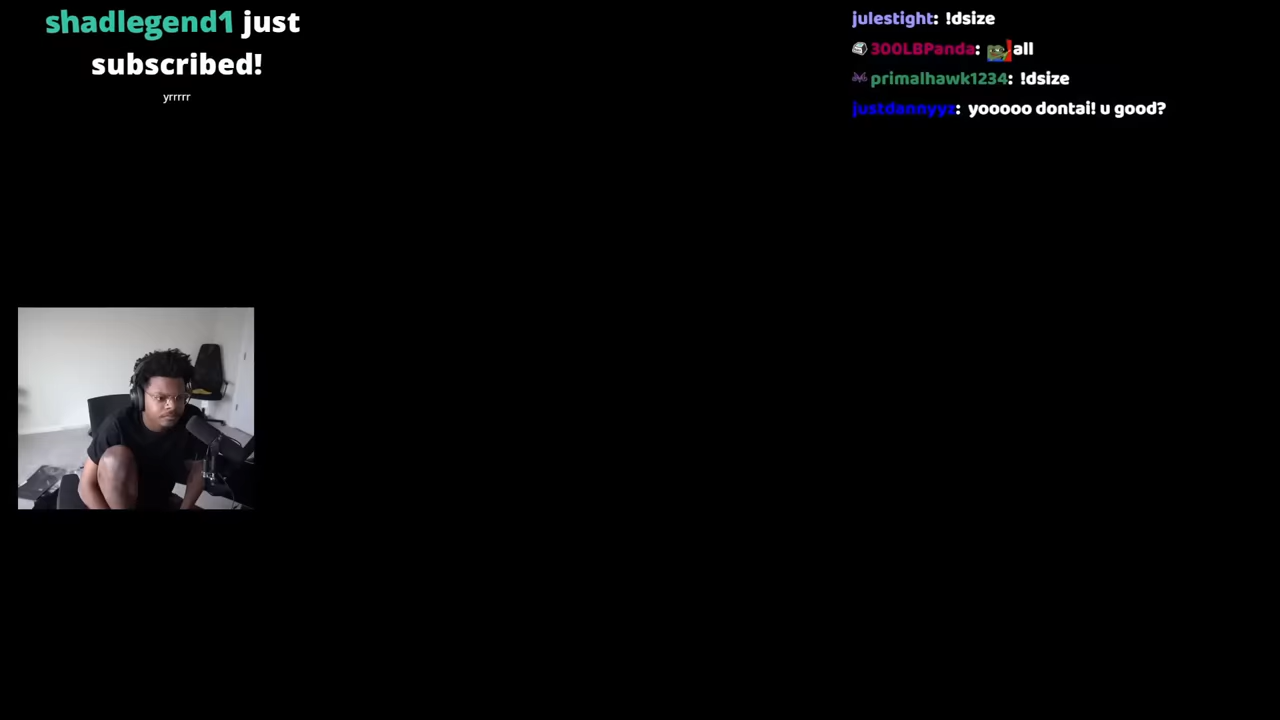 shadlegend1 just
subscribed!
yrrrrr
julestight: !dsize
300LBPanda: all
primalhawk1234: !dsize
justdannyyz: yooooo dontai! u good?